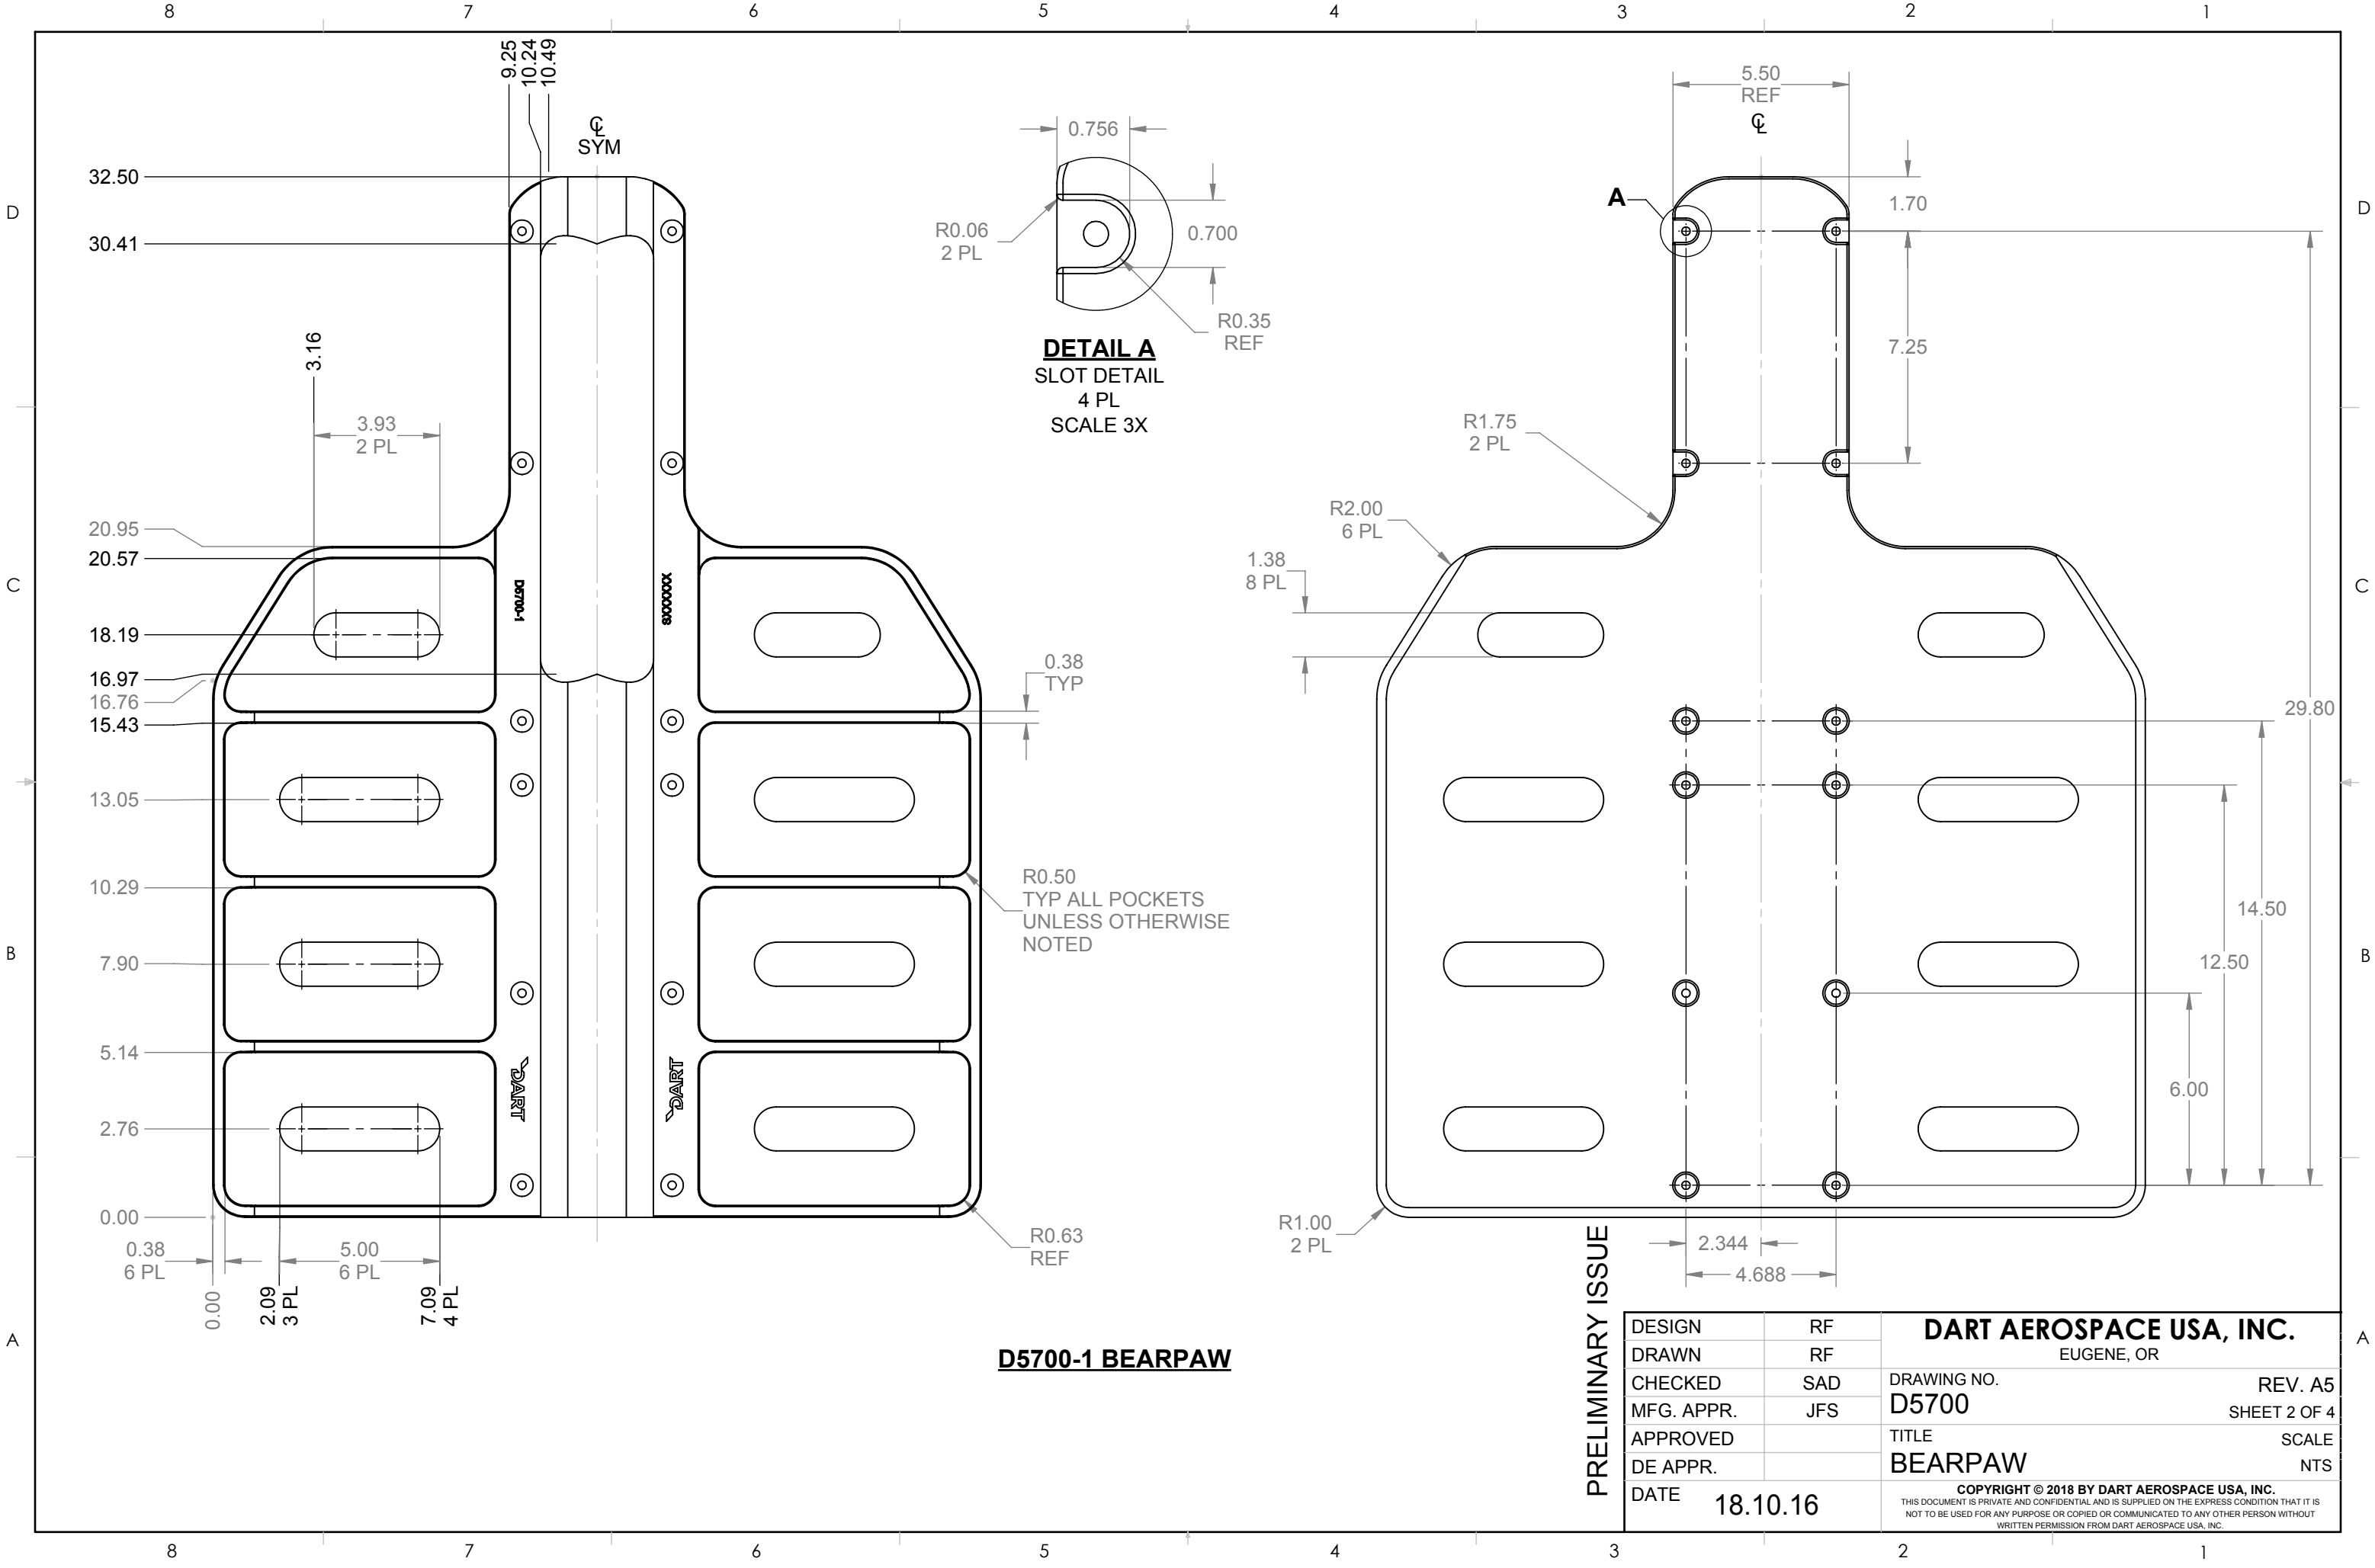 8 7 6 5 4 3 2 1
D
C
B
A
D
C
B
A
9.25
10.24
10.49
℄
SYM
32.50
30.41
3.16
3.93
2 PL
20.95
20.57
18.19
16.97
16.76
15.43
13.05
10.29
7.90
5.14
2.76
0.00
0.38
6 PL
5.00
6 PL
0.00
2.09
3 PL
7.09
4 PL
D5700-1
XXXXXXXS
DART
DART
0.38
TYP
R0.50
TYP ALL POCKETS
UNLESS OTHERWISE
NOTED
R0.63
REF
0.756
R0.06
2 PL
0.700
R0.35
REF
DETAIL A
SLOT DETAIL
4 PL
SCALE 3X
5.50
REF
℄
A
1.70
7.25
R1.75
2 PL
R2.00
6 PL
1.38
8 PL
29.80
14.50
12.50
6.00
R1.00
2 PL
2.344
4.688
D5700-1 BEARPAW
PRELIMINARY ISSUE
DESIGN RF
DRAWN RF
CHECKED SAD
MFG. APPR. JFS
APPROVED
DE APPR.
DATE 18.10.16
DART AEROSPACE USA, INC.
EUGENE, OR
DRAWING NO. REV. A5
D5700 SHEET 2 OF 4
TITLE SCALE
BEARPAW NTS
COPYRIGHT © 2018 BY DART AEROSPACE USA, INC.
THIS DOCUMENT IS PRIVATE AND CONFIDENTIAL AND IS SUPPLIED ON THE EXPRESS CONDITION THAT IT IS
NOT TO BE USED FOR ANY PURPOSE OR COPIED OR COMMUNICATED TO ANY OTHER PERSON WITHOUT
WRITTEN PERMISSION FROM DART AEROSPACE USA, INC.
8 7 6 5 4 3 2 1